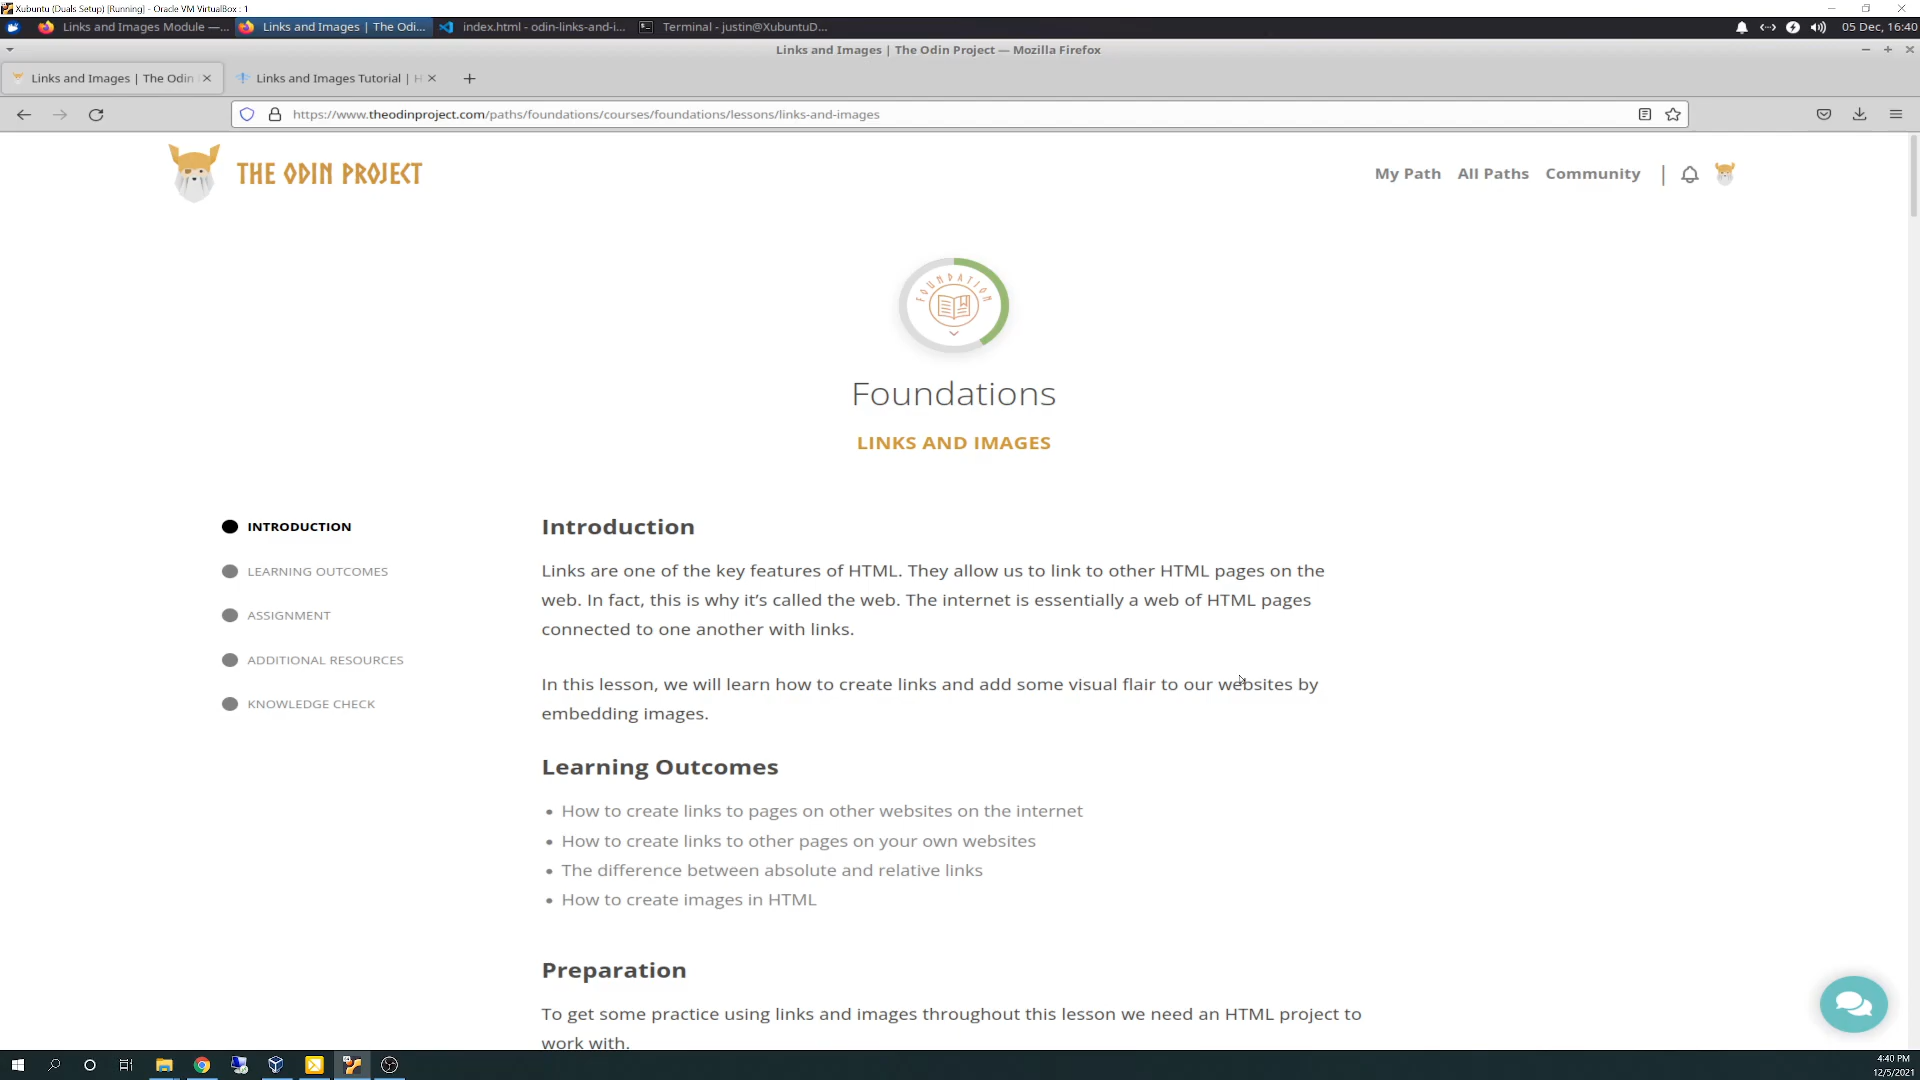 Xubuntu (Duals Setup) [Running] - Oracle VM VirtualBox : 1
Links and Images Module —...
Links and Images | The Odi...
index.html - odin-links-and-i...
Terminal - justin@XubuntuD...
05 Dec, 16:40
Links and Images | The Odin Project — Mozilla Firefox
Links and Images | The Odin
Links and Images Tutorial | H
https://www.theodinproject.com/paths/foundations/courses/foundations/lessons/links-and-images
THE ODIN PROJECT
My Path
All Paths
Community
FOUNDATION
Foundations
LINKS AND IMAGES
INTRODUCTION
LEARNING OUTCOMES
ASSIGNMENT
ADDITIONAL RESOURCES
KNOWLEDGE CHECK
Introduction
Links are one of the key features of HTML. They allow us to link to other HTML pages on the
web. In fact, this is why it’s called the web. The internet is essentially a web of HTML pages
connected to one another with links.
In this lesson, we will learn how to create links and add some visual flair to our websites by
embedding images.
Learning Outcomes
• How to create links to pages on other websites on the internet
• How to create links to other pages on your own websites
• The difference between absolute and relative links
• How to create images in HTML
Preparation
To get some practice using links and images throughout this lesson we need an HTML project to
work with.
4:40 PM
12/5/2021